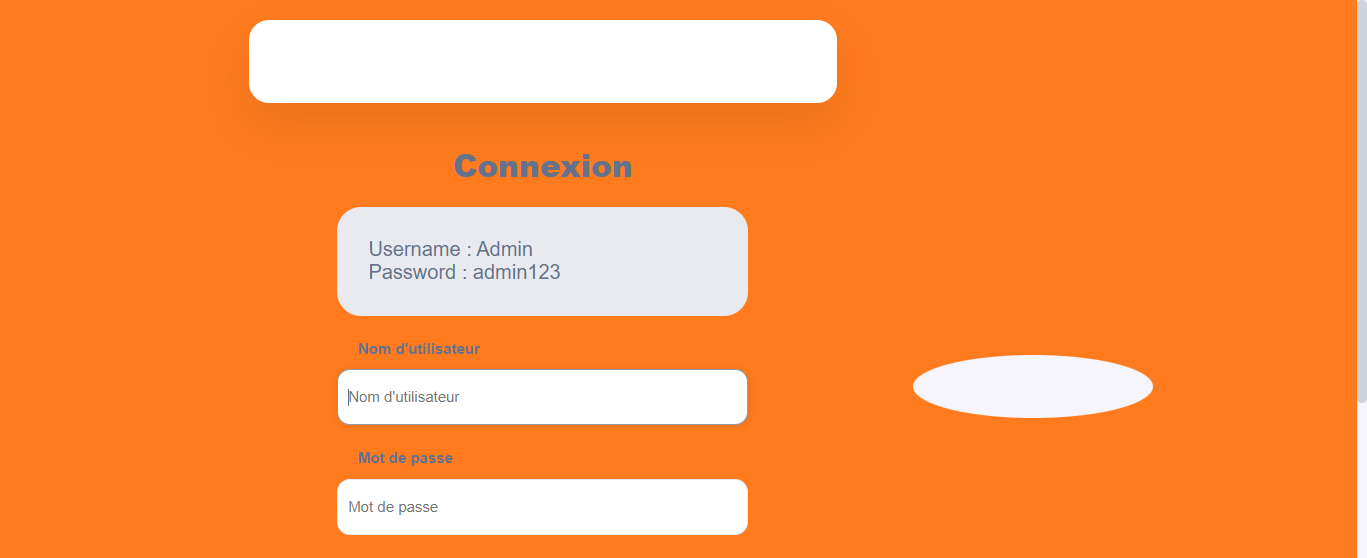 Connexion
Username : Admin
Password : admin123
Nom d'utilisateur
Nom d'utilisateur
Mot de passe
Mot de passe